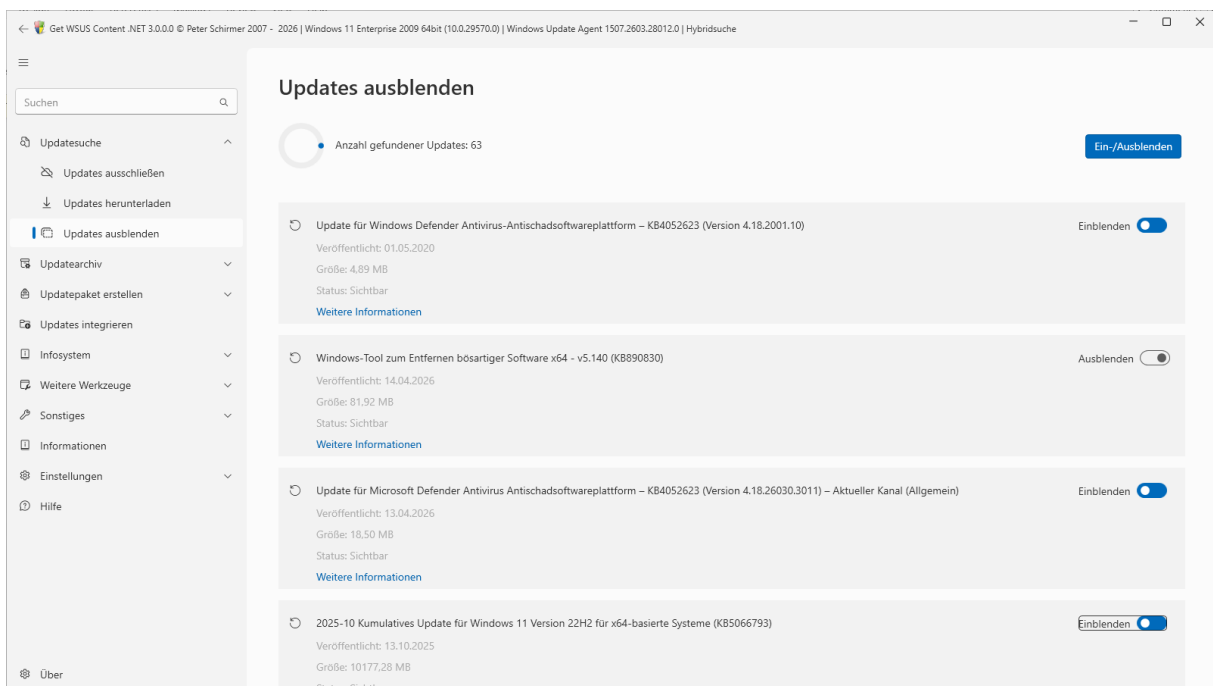 Get WSUS Content .NET 3.0.0.0 © Peter Schirmer 2007 - 2026 | Windows 11 Enterprise 2009 64bit (10.0.29570.0) | Windows Update Agent 1507.2603.28012.0 | Hybridsuche
Suchen
Updatesuche
Updates ausschließen
Updates herunterladen
Updates ausblenden
Updatearchiv
Updatepaket erstellen
Updates integrieren
Infosystem
Weitere Werkzeuge
Sonstiges
Informationen
Einstellungen
Hilfe
Über
Updates ausblenden
Anzahl gefundener Updates: 63
Ein-/Ausblenden
Update für Windows Defender Antivirus-Antischadsoftwareplattform – KB4052623 (Version 4.18.2001.10)
Einblenden
Veröffentlicht: 01.05.2020
Größe: 4,89 MB
Status: Sichtbar
Weitere Informationen
Windows-Tool zum Entfernen bösartiger Software x64 - v5.140 (KB890830)
Ausblenden
Veröffentlicht: 14.04.2026
Größe: 81,92 MB
Status: Sichtbar
Weitere Informationen
Update für Microsoft Defender Antivirus Antischadsoftwareplattform – KB4052623 (Version 4.18.26030.3011) – Aktueller Kanal (Allgemein)
Einblenden
Veröffentlicht: 13.04.2026
Größe: 18,50 MB
Status: Sichtbar
Weitere Informationen
2025-10 Kumulatives Update für Windows 11 Version 22H2 für x64-basierte Systeme (KB5066793)
Einblenden
Veröffentlicht: 13.10.2025
Größe: 10177,28 MB